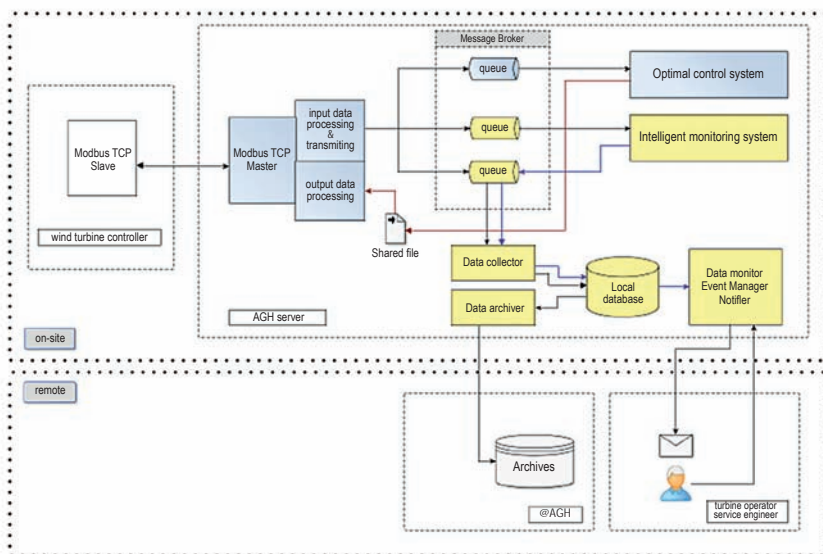 Message Broker
queue
Optimal control system
input data
processing
&
transmiting
queue
Intelligent monitoring system
Modbus TCP
Slave
Modbus TCP
Master
queue
output data
processing
wind turbine controller
Shared file
Data collector
Local
database
Data monitor
Event Manager
Notifler
Data archiver
AGH server
on-site
remote
Archives
@AGH
turbine operator
service engineer